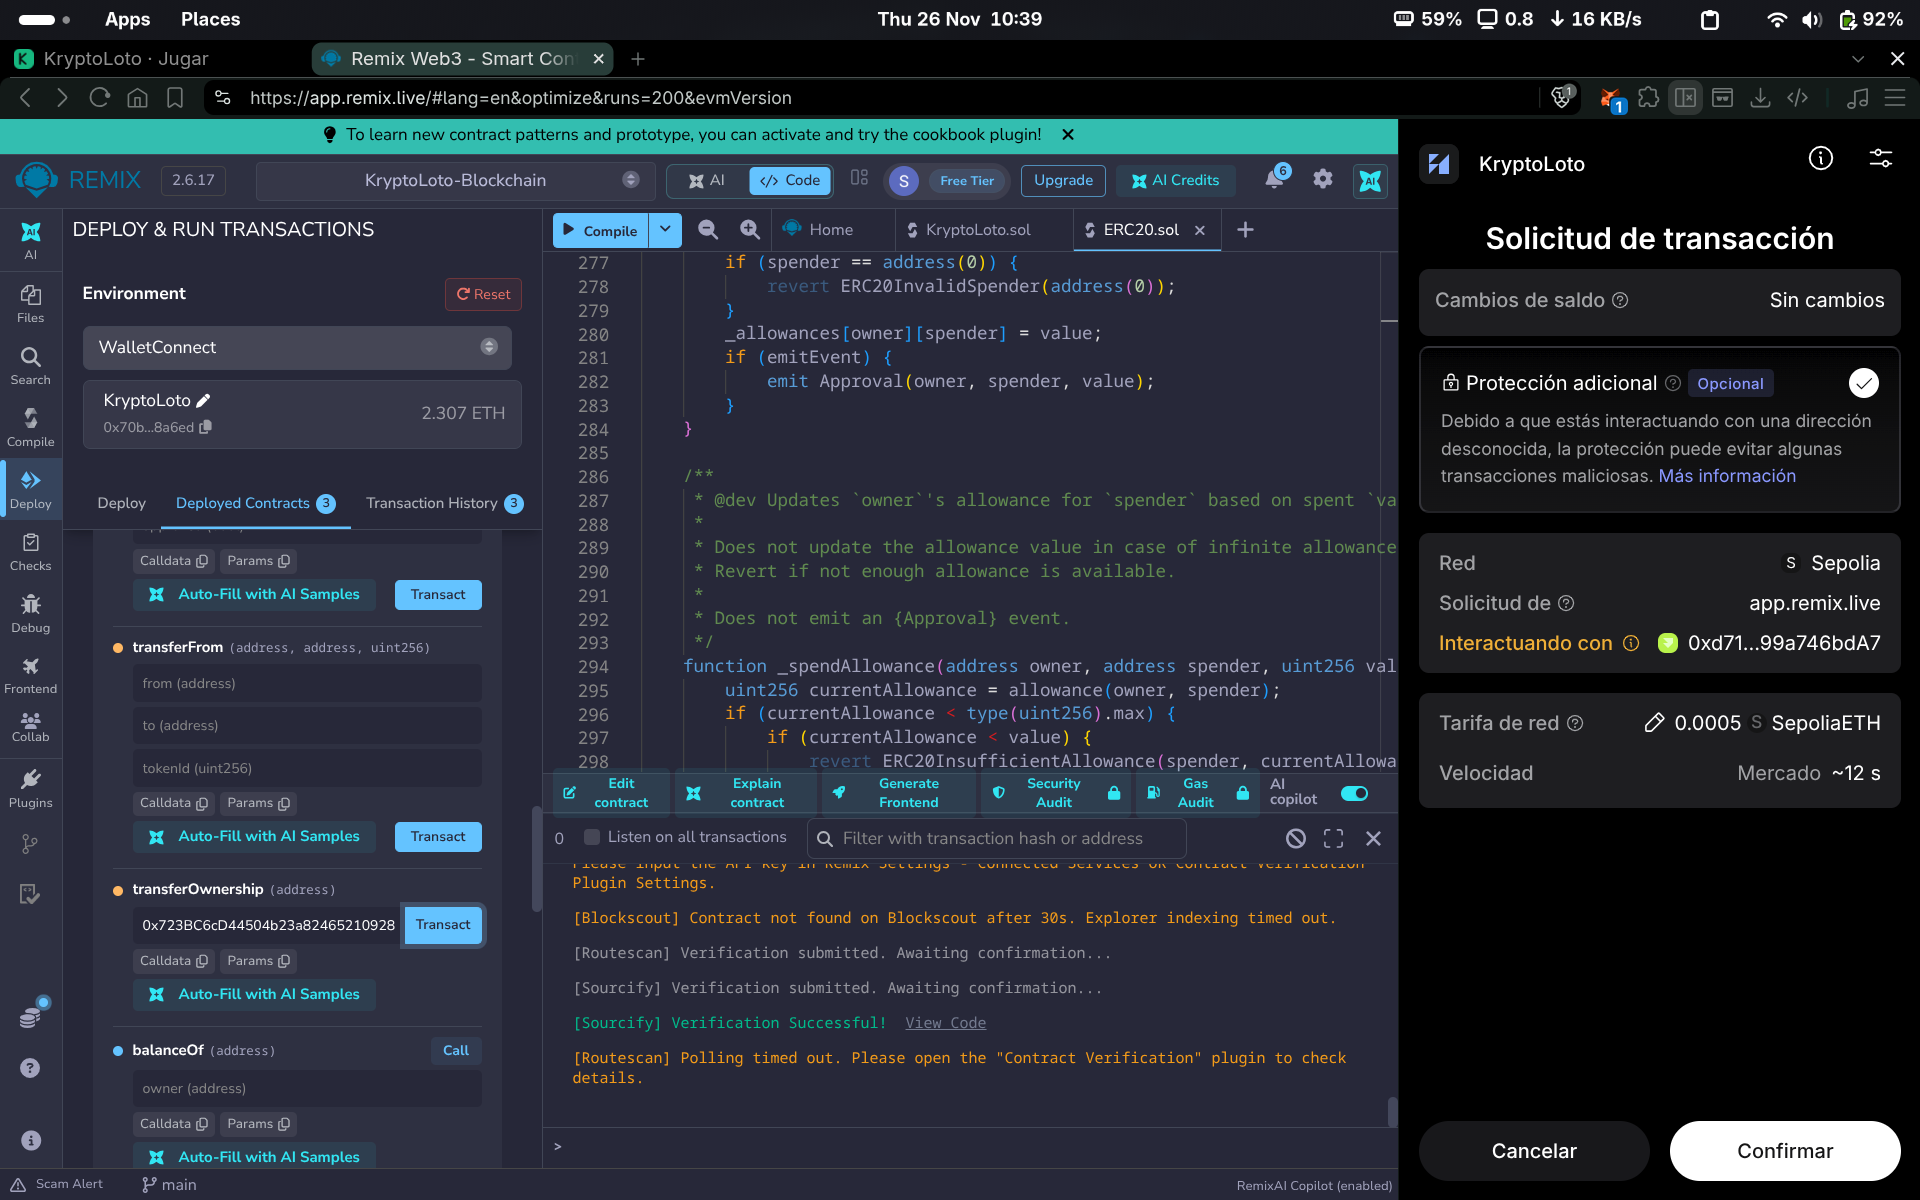 Apps Places Thu 26 Nov 10:39 59% 0.8 16 KB/s 92%
KryptoLoto · Jugar Remix Web3 - Smart Con
https://app.remix.live/#lang=en&optimize&runs=200&evmVersion 1 1
To learn new contract patterns and prototype, you can activate and try the cookbook plugin!
REMIX 2.6.17 KryptoLoto-Blockchain AI </> Code S Free Tier Upgrade AI Credits 6 AI
AI
Files
Search
Compile
Deploy
Checks
Debug
Frontend
Collab
Plugins
DEPLOY & RUN TRANSACTIONS
Environment Reset
WalletConnect
KryptoLoto
0x70b...8a6ed 2.307 ETH
Deploy Deployed Contracts 3 Transaction History 3
Calldata Params
Auto-Fill with AI Samples Transact
transferFrom (address, address, uint256)
from (address)
to (address)
tokenId (uint256)
Calldata Params
Auto-Fill with AI Samples Transact
transferOwnership (address)
0x723BC6cD44504b23a82465210928 Transact
Calldata Params
Auto-Fill with AI Samples
balanceOf (address) Call
owner (address)
Calldata Params
Auto-Fill with AI Samples
Compile Home KryptoLoto.sol ERC20.sol
277 if (spender == address(0)) {
278 revert ERC20InvalidSpender(address(0));
279 }
280 _allowances[owner][spender] = value;
281 if (emitEvent) {
282 emit Approval(owner, spender, value);
283 }
284 }
285
286 /**
287 * @dev Updates `owner`'s allowance for `spender` based on spent `va
288 *
289 * Does not update the allowance value in case of infinite allowance
290 * Revert if not enough allowance is available.
291 *
292 * Does not emit an {Approval} event.
293 */
294 function _spendAllowance(address owner, address spender, uint256 val
295 uint256 currentAllowance = allowance(owner, spender);
296 if (currentAllowance < type(uint256).max) {
297 if (currentAllowance < value) {
298 revert ERC20InsufficientAllowance(spender, currentAllowa
Edit contract Explain contract Generate Frontend Security Audit Gas Audit AI copilot
0 Listen on all transactions Filter with transaction hash or address
Please input the API key in Remix Settings - Connected Services OR Contract Verification
Plugin Settings.
[Blockscout] Contract not found on Blockscout after 30s. Explorer indexing timed out.
[Routescan] Verification submitted. Awaiting confirmation...
[Sourcify] Verification submitted. Awaiting confirmation...
[Sourcify] Verification Successful! View Code
[Routescan] Polling timed out. Please open the "Contract Verification" plugin to check
details.
>
Scam Alert main RemixAI Copilot (enabled)
KryptoLoto
Solicitud de transacción
Cambios de saldo Sin cambios
Protección adicional Opcional
Debido a que estás interactuando con una dirección
desconocida, la protección puede evitar algunas
transacciones maliciosas. Más información
Red S Sepolia
Solicitud de app.remix.live
Interactuando con 0xd71...99a746bdA7
Tarifa de red 0.0005 S SepoliaETH
Velocidad Mercado ~12 s
Cancelar Confirmar